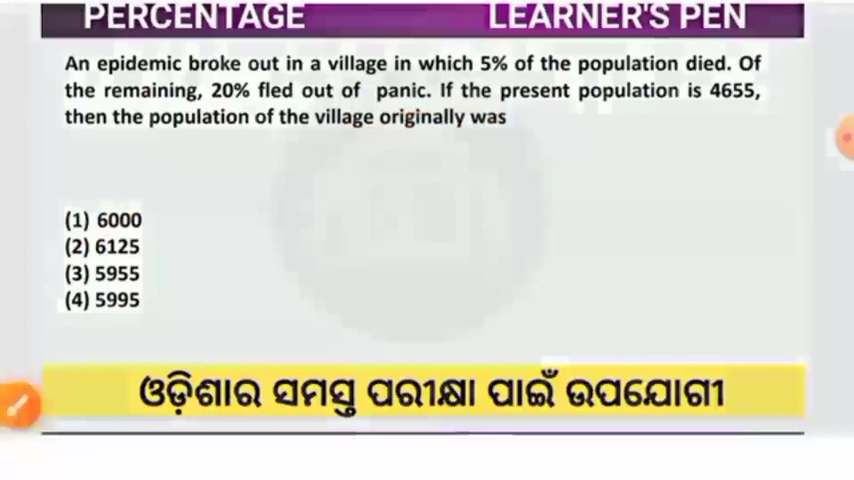 PERCENTAGE LEARNER'S PEN
An epidemic broke out in a village in which 5% of the population died. Of
the remaining, 20% fled out of panic. If the present population is 4655,
then the population of the village originally was
(1) 6000
(2) 6125
(3) 5955
(4) 5995
ଓଡ଼ିଶାର ସମସ୍ତ ପରୀକ୍ଷା ପାଇଁ ଉପଯୋଗୀ